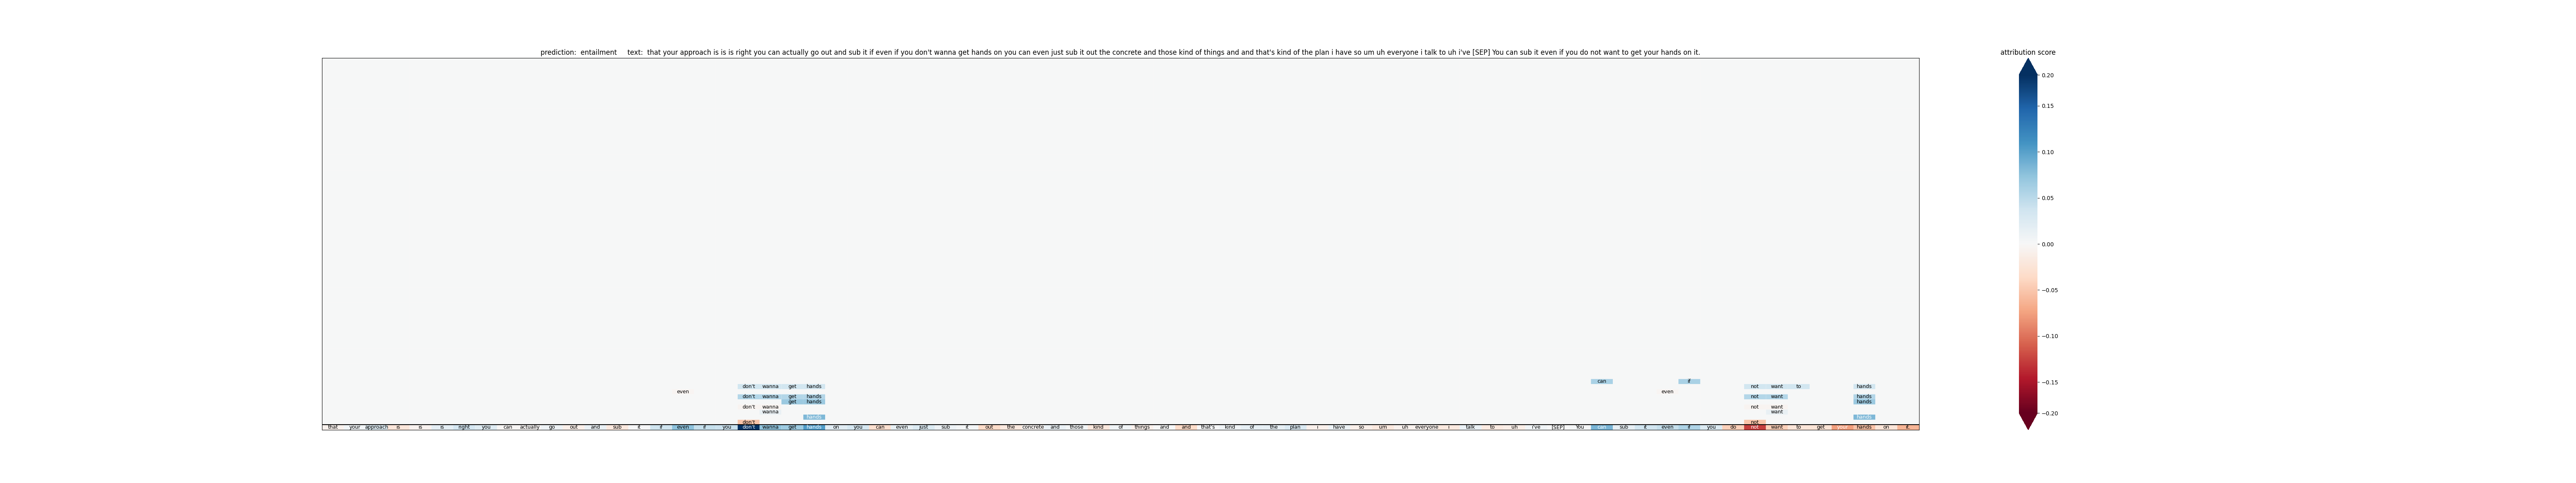 prediction: entailment text: that your approach is is is right you can actually go out and sub it if even if you don't wanna get hands on you can even just sub it out the concrete and those kind of things and and that's kind of the plan i have so um uh everyone i talk to uh i've [SEP] You can sub it even if you do not want to get your hands on it.
attribution score
0.20
0.15
0.10
0.05
0.00
−0.05
−0.10
−0.15
−0.20
can if
don't wanna get hands not want to hands
even even
don't wanna get hands not want hands
get hands hands
don't wanna not want
wanna want
hands hands
don't not
that your approach is is is right you can actually go out and sub it if even if you don't wanna get hands on you can even just sub it out the concrete and those kind of things and and that's kind of the plan i have so um uh everyone i talk to uh i've [SEP] You can sub it even if you do not want to get hands on it.